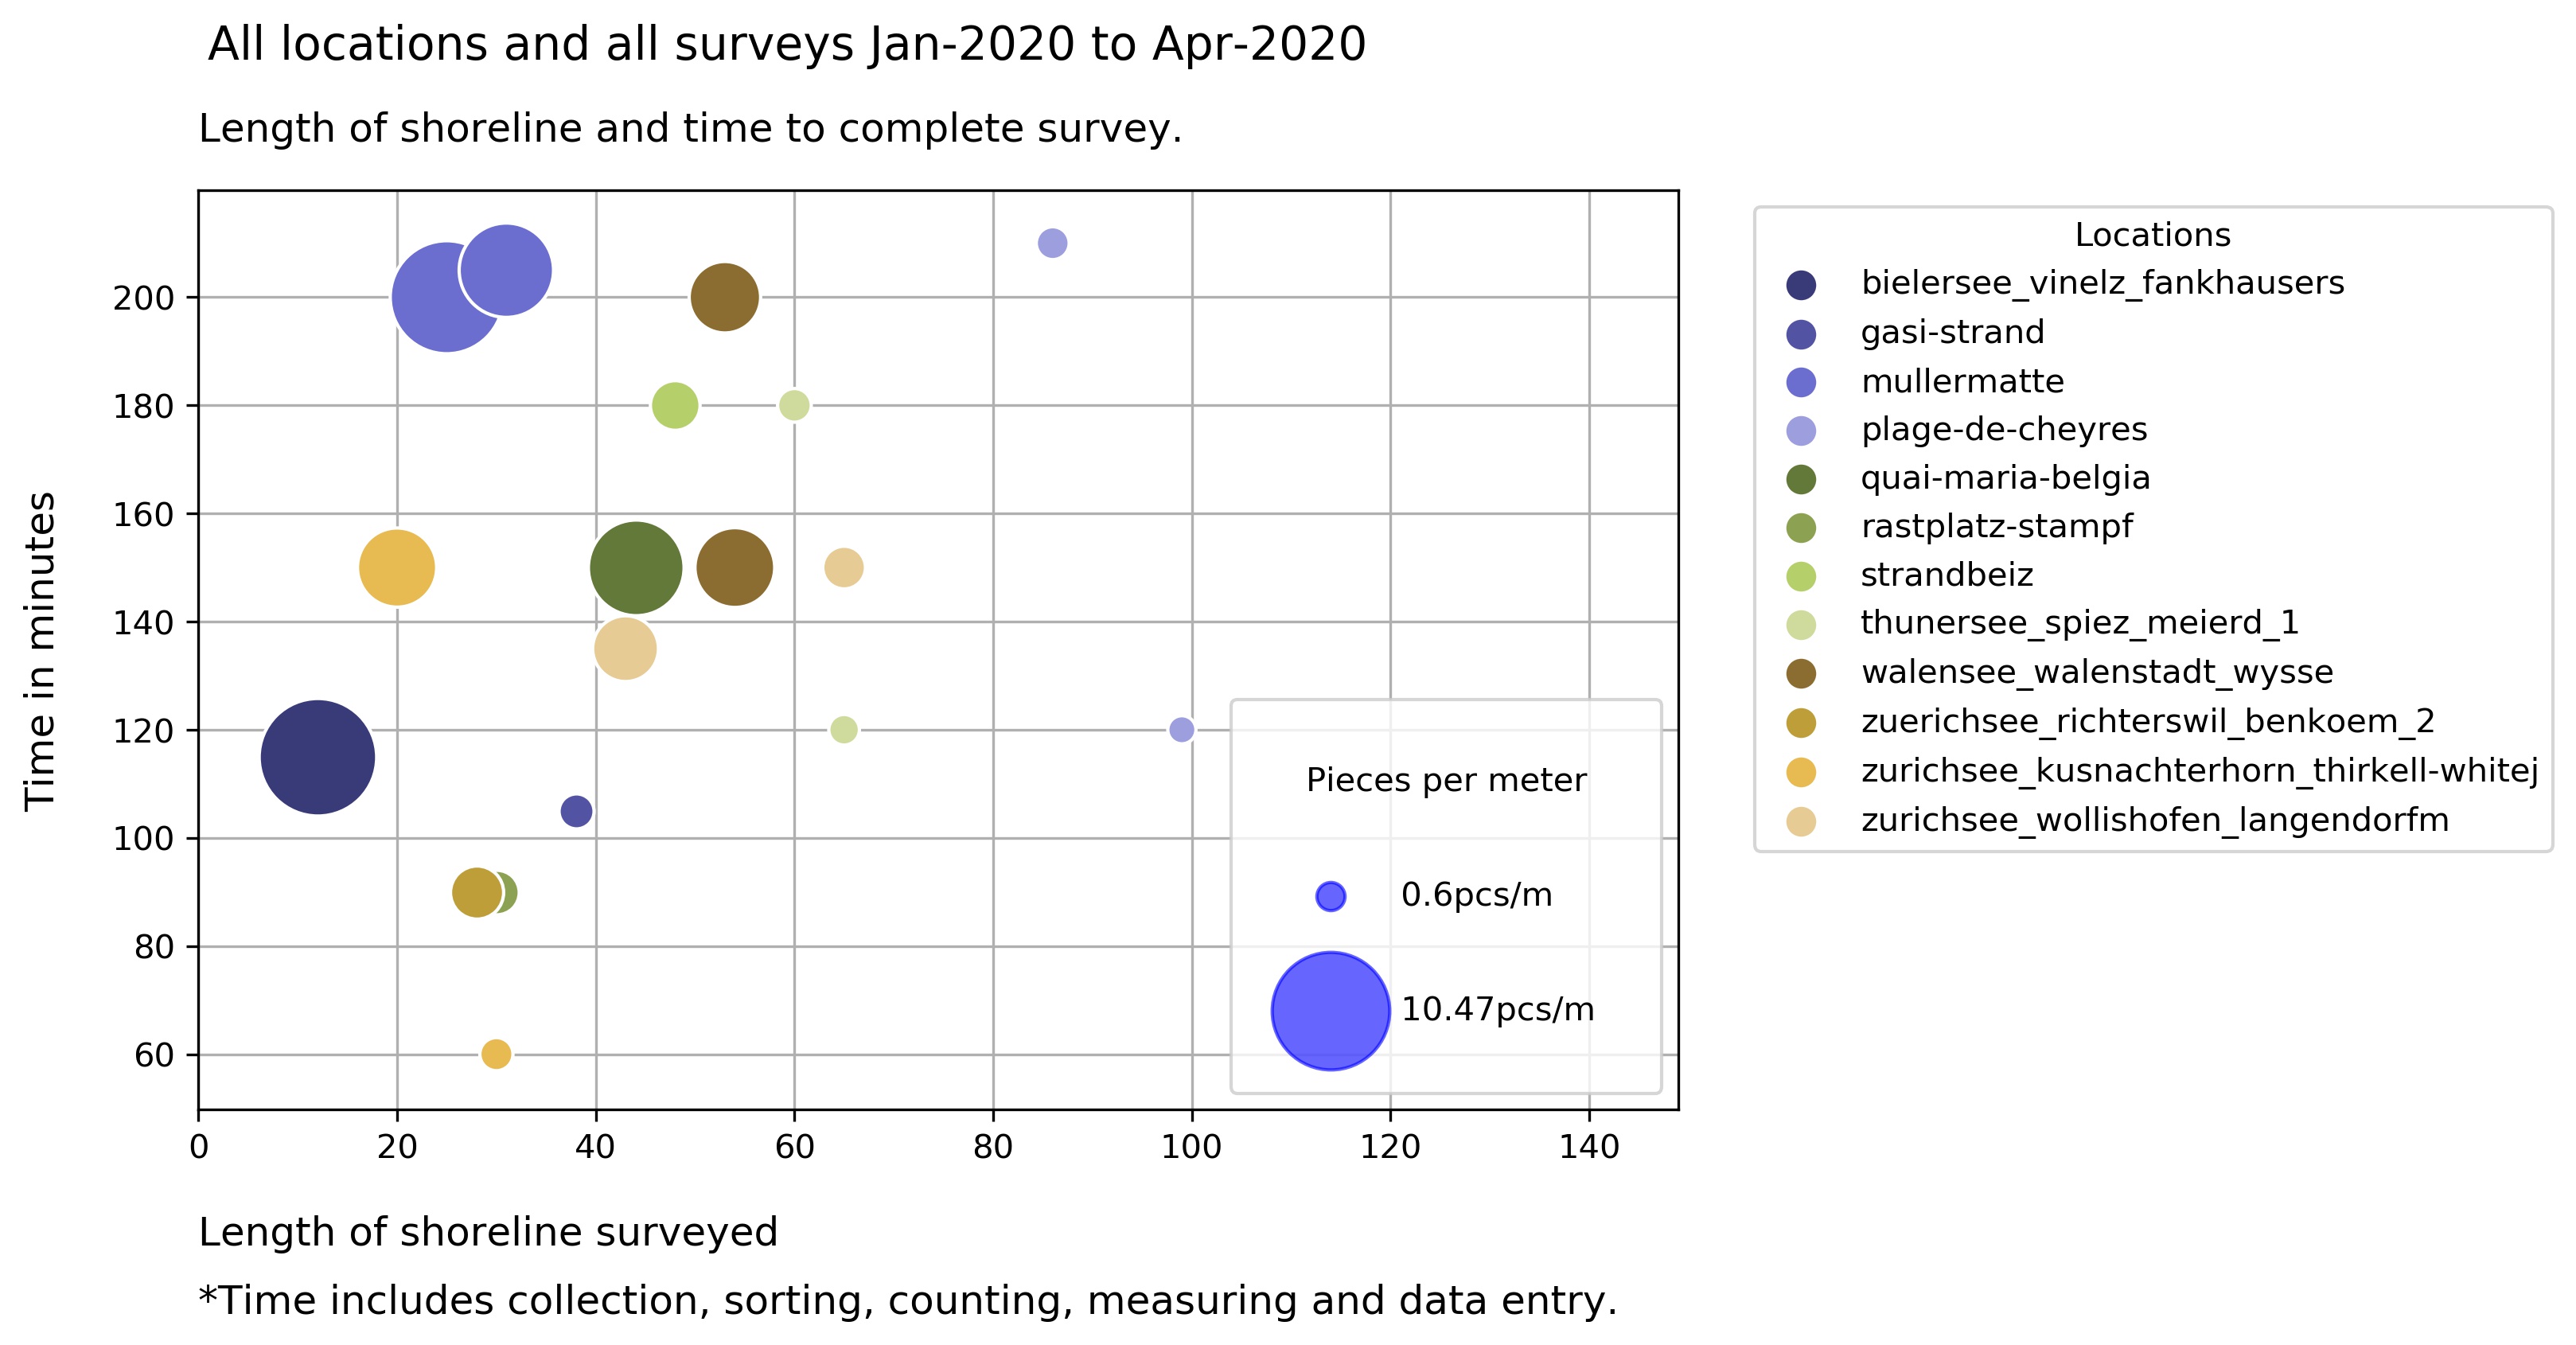 All locations and all surveys Jan-2020 to Apr-2020
Length of shoreline and time to complete survey.
Time in minutes
200
180
160
140
120
100
80
60
0 20 40 60 80 100 120 140
Pieces per meter
0.6pcs/m
10.47pcs/m
Length of shoreline surveyed
*Time includes collection, sorting, counting, measuring and data entry.
Locations
bielersee_vinelz_fankhausers
gasi-strand
mullermatte
plage-de-cheyres
quai-maria-belgia
rastplatz-stampf
strandbeiz
thunersee_spiez_meierd_1
walensee_walenstadt_wysse
zuerichsee_richterswil_benkoem_2
zurichsee_kusnachterhorn_thirkell-whitej
zurichsee_wollishofen_langendorfm